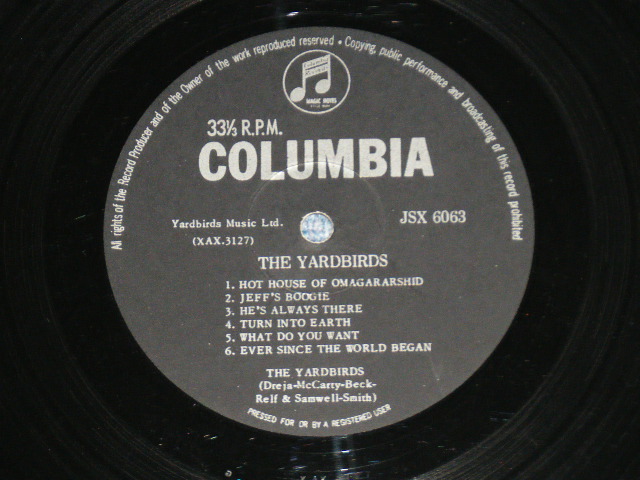 All rights of the Record Producer and of the Owner of the work reproduced reserved • Copying, public performance and broadcasting of this record prohibited
MAGIC NOTES
33⅓ R.P.M.
COLUMBIA
Yardbirds Music Ltd.
(XAX.3127)
JSX 6063
THE YARDBIRDS
1. HOT HOUSE OF OMAGARARSHID
2. JEFF'S BOOGIE
3. HE'S ALWAYS THERE
4. TURN INTO EARTH
5. WHAT DO YOU WANT
6. EVER SINCE THE WORLD BEGAN
THE YARDBIRDS
(Dreja-McCarty-Beck-
Relf & Samwell-Smith)
PRESSED FOR OR BY A REGISTERED USER